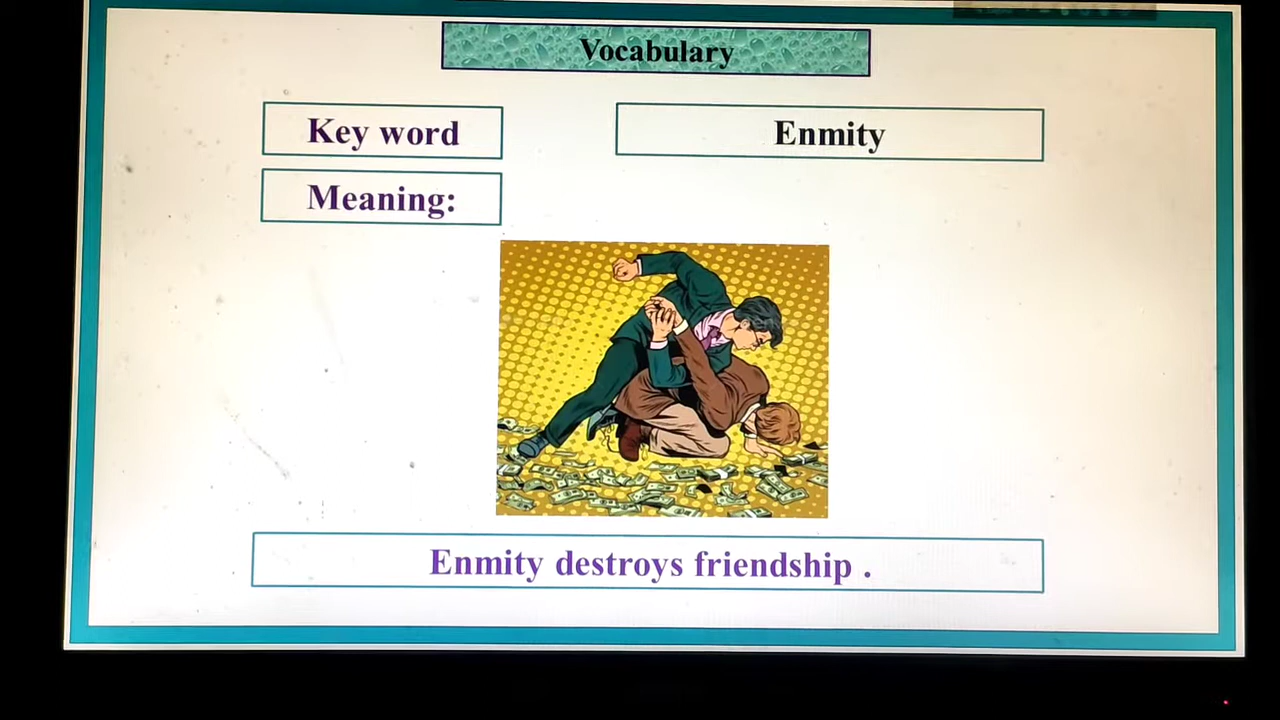 Vocabulary
Key word
Enmity
Meaning:
Enmity destroys friendship .